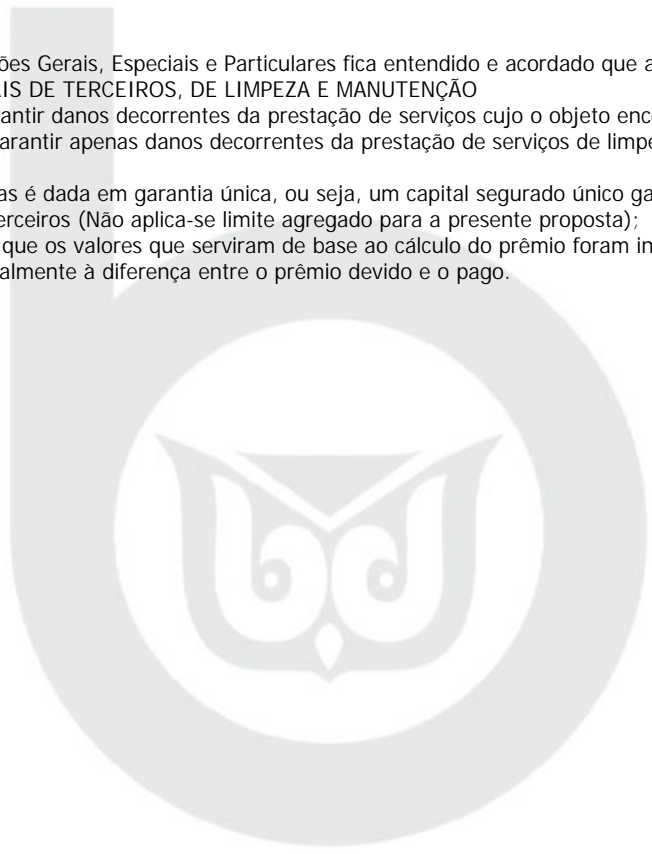 ões Gerais, Especiais e Particulares fica entendido e acordado que a
IS DE TERCEIROS, DE LIMPEZA E MANUTENÇÃO
antir danos decorrentes da prestação de serviços cujo o objeto enc
arantir apenas danos decorrentes da prestação de serviços de limpe
as é dada em garantia única, ou seja, um capital segurado único ga
erceiros (Não aplica-se limite agregado para a presente proposta);
que os valores que serviram de base ao cálculo do prêmio foram in
almente à diferença entre o prêmio devido e o pago.